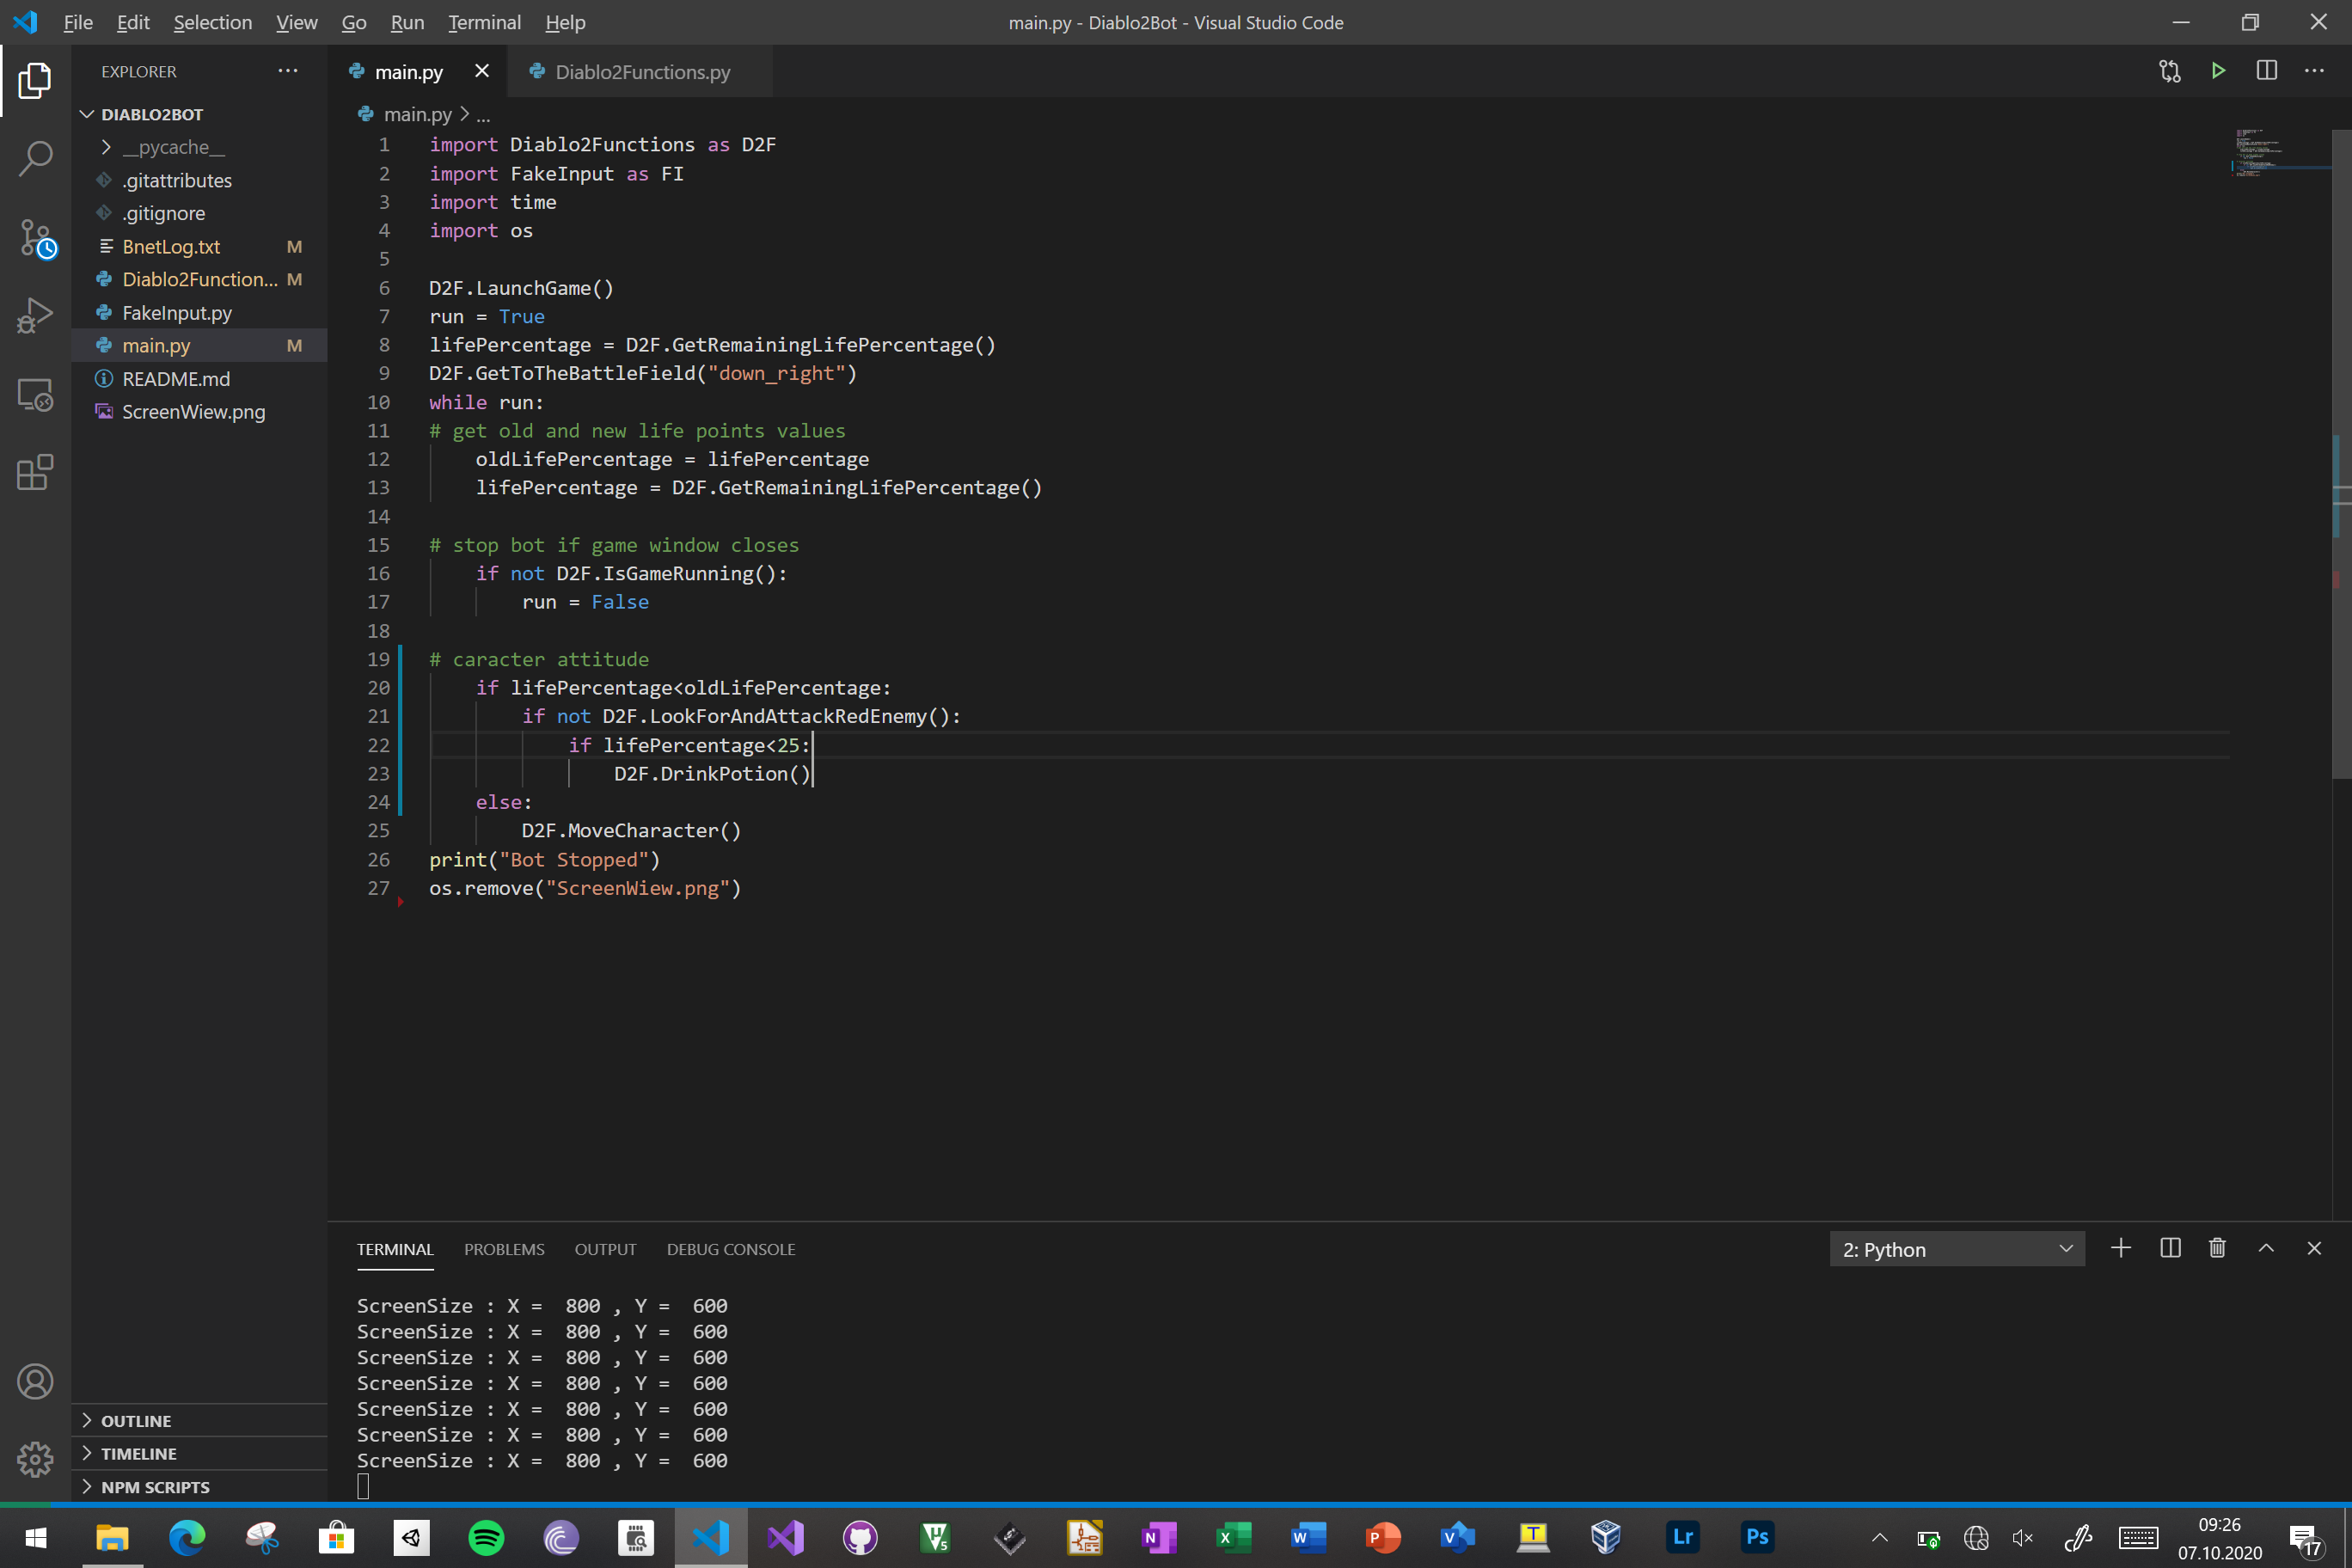 File Edit Selection View Go Run Terminal Help
main.py - Diablo2Bot - Visual Studio Code
EXPLORER
DIABLO2BOT
__pycache__
.gitattributes
.gitignore
BnetLog.txt M
Diablo2Function... M
FakeInput.py
main.py M
README.md
ScreenWiew.png
OUTLINE
TIMELINE
NPM SCRIPTS
main.py Diablo2Functions.py
main.py > ...
1 import Diablo2Functions as D2F
2 import FakeInput as FI
3 import time
4 import os
5
6 D2F.LaunchGame()
7 run = True
8 lifePercentage = D2F.GetRemainingLifePercentage()
9 D2F.GetToTheBattleField("down_right")
10 while run:
11 # get old and new life points values
12 oldLifePercentage = lifePercentage
13 lifePercentage = D2F.GetRemainingLifePercentage()
14
15 # stop bot if game window closes
16 if not D2F.IsGameRunning():
17 run = False
18
19 # caracter attitude
20 if lifePercentage<oldLifePercentage:
21 if not D2F.LookForAndAttackRedEnemy():
22 if lifePercentage<25:
23 D2F.DrinkPotion()
24 else:
25 D2F.MoveCharacter()
26 print("Bot Stopped")
27 os.remove("ScreenWiew.png")
TERMINAL PROBLEMS OUTPUT DEBUG CONSOLE
2: Python
ScreenSize : X =  800 , Y =  600
ScreenSize : X =  800 , Y =  600
ScreenSize : X =  800 , Y =  600
ScreenSize : X =  800 , Y =  600
ScreenSize : X =  800 , Y =  600
ScreenSize : X =  800 , Y =  600
ScreenSize : X =  800 , Y =  600
V5
N
X
W
P
V
T
Lr
Ps
09:26
07.10.2020
17